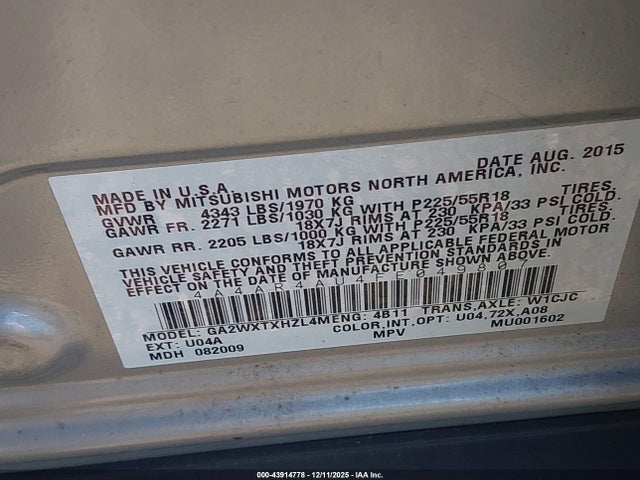 MADE IN U.S.A. DATE AUG. 2015
MFD BY MITSUBISHI MOTORS NORTH AMERICA, INC.
GVWR 4343 LBS/1970 KG
GAWR FR. 2271 LBS/1030 KG WITH P225/55R18 TIRES,
18X7J RIMS AT 230 KPA/33 PSI COLD.
GAWR RR. 2205 LBS/1000 KG WITH P225/55R18 TIRES,
18X7J RIMS AT 230 KPA/33 PSI COLD.
THIS VEHICLE CONFORMS TO ALL APPLICABLE FEDERAL MOTOR
VEHICLE SAFETY AND THEFT PREVENTION STANDARDS IN
EFFECT ON THE DATE OF MANUFACTURE SHOWN ABOVE.
MODEL: GA2WXTXHZL4M ENG: 4B11 TRANS,AXLE: W1CJC
EXT: U04A COLOR,INT,OPT: U04,72X,A08
MDH 082009 MPV MU001602
000-43914778 - 12/11/2025 - IAA Inc.